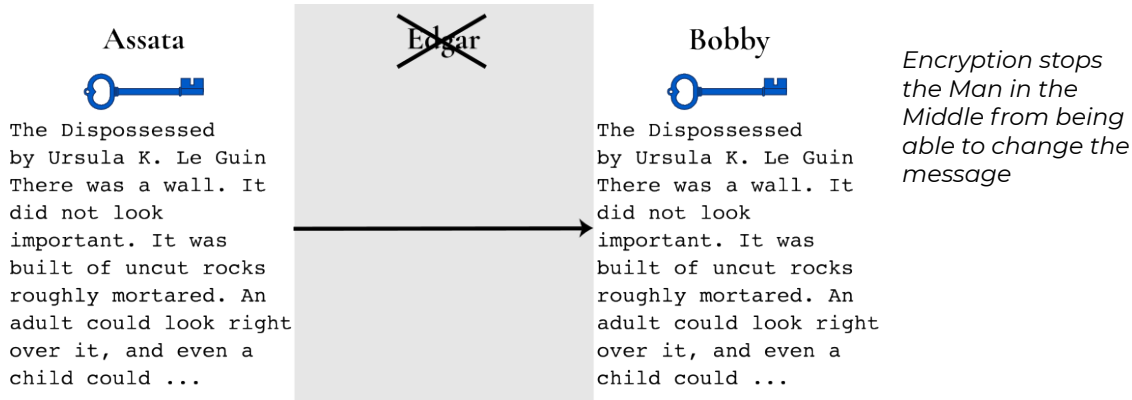 Assata
The Dispossessed
by Ursula K. Le Guin
There was a wall. It
did not look
important. It was
built of uncut rocks
roughly mortared. An
adult could look right
over it, and even a
child could ...
Edgar
Bobby
The Dispossessed
by Ursula K. Le Guin
There was a wall. It
did not look
important. It was
built of uncut rocks
roughly mortared. An
adult could look right
over it, and even a
child could ...
Encryption stops
the Man in the
Middle from being
able to change the
message